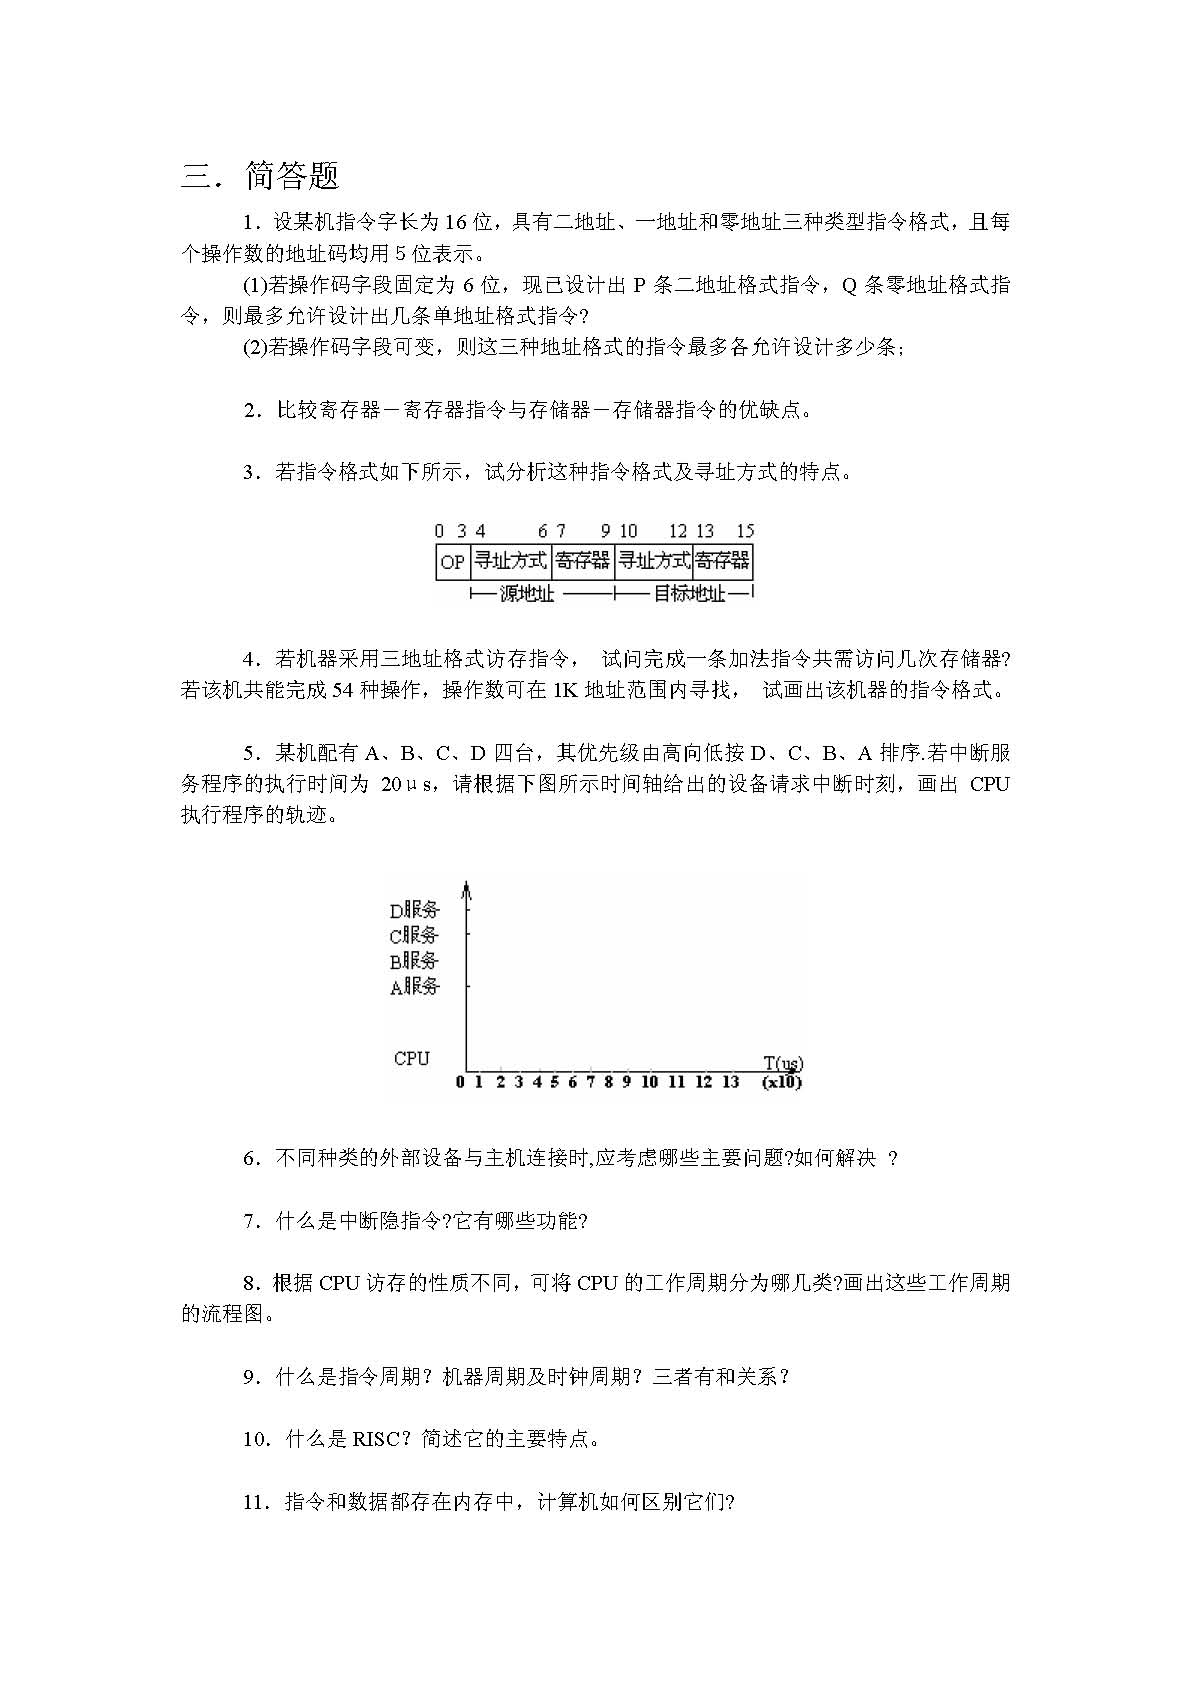 三．简答题
1．设某机指令字长为16位，具有二地址、一地址和零地址三种类型指令格式，且每
个操作数的地址码均用５位表示。
(1)若操作码字段固定为 6 位，现已设计出 P 条二地址格式指令，Q 条零地址格式指
令，则最多允许设计出几条单地址格式指令?
(2)若操作码字段可变，则这三种地址格式的指令最多各允许设计多少条；
2．比较寄存器－寄存器指令与存储器－存储器指令的优缺点。
3．若指令格式如下所示，试分析这种指令格式及寻址方式的特点。
0 3 4 6 7 9 10 12 13 15
OP 寻址方式 寄存器 寻址方式 寄存器
源地址 目标地址
4．若机器采用三地址格式访存指令， 试问完成一条加法指令共需访问几次存储器?
若该机共能完成 54 种操作，操作数可在 1K 地址范围内寻找， 试画出该机器的指令格式。
5．某机配有 A、B、C、D 四台，其优先级由高向低按 D、C、B、A 排序.若中断服
务程序的执行时间为 20μs，请根据下图所示时间轴给出的设备请求中断时刻，画出 CPU
执行程序的轨迹。
D服务
C服务
B服务
A服务
CPU
T(us)
0 1 2 3 4 5 6 7 8 9 10 11 12 13 (x10)
6．不同种类的外部设备与主机连接时,应考虑哪些主要问题?如何解决 ?
7．什么是中断隐指令?它有哪些功能?
8．根据 CPU 访存的性质不同，可将 CPU 的工作周期分为哪几类?画出这些工作周期
的流程图。
9．什么是指令周期？机器周期及时钟周期？三者有和关系？
10．什么是 RISC？简述它的主要特点。
11．指令和数据都存在内存中，计算机如何区别它们?